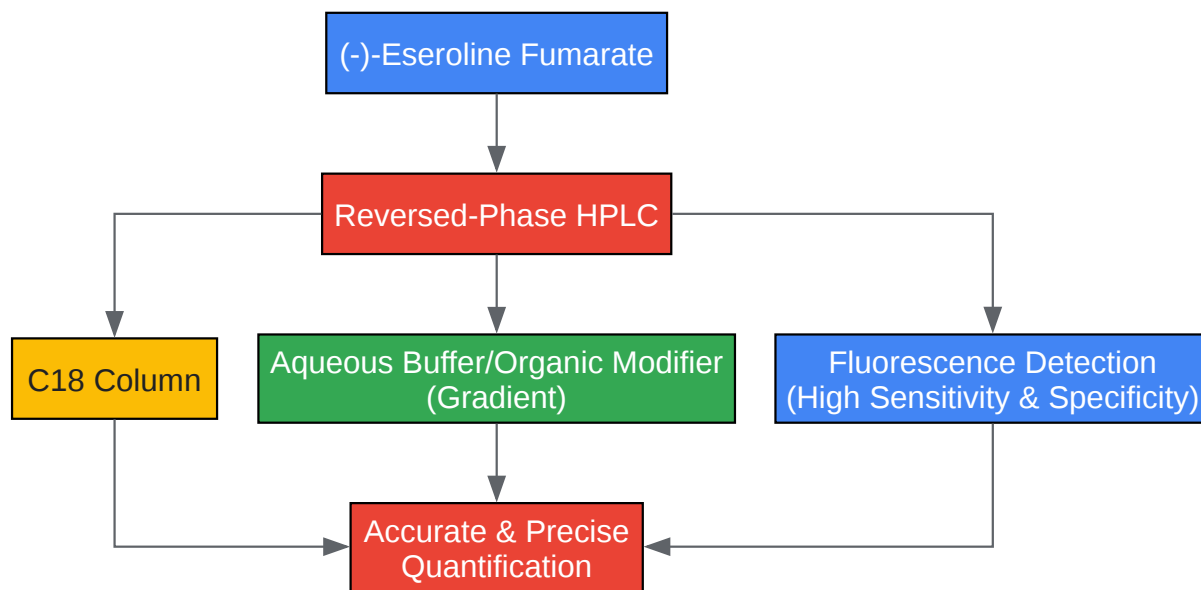 (-)-Eseroline Fumarate
Reversed-Phase HPLC
C18 Column
Aqueous Buffer/Organic Modifier
(Gradient)
Fluorescence Detection
(High Sensitivity & Specificity)
Accurate & Precise
Quantification